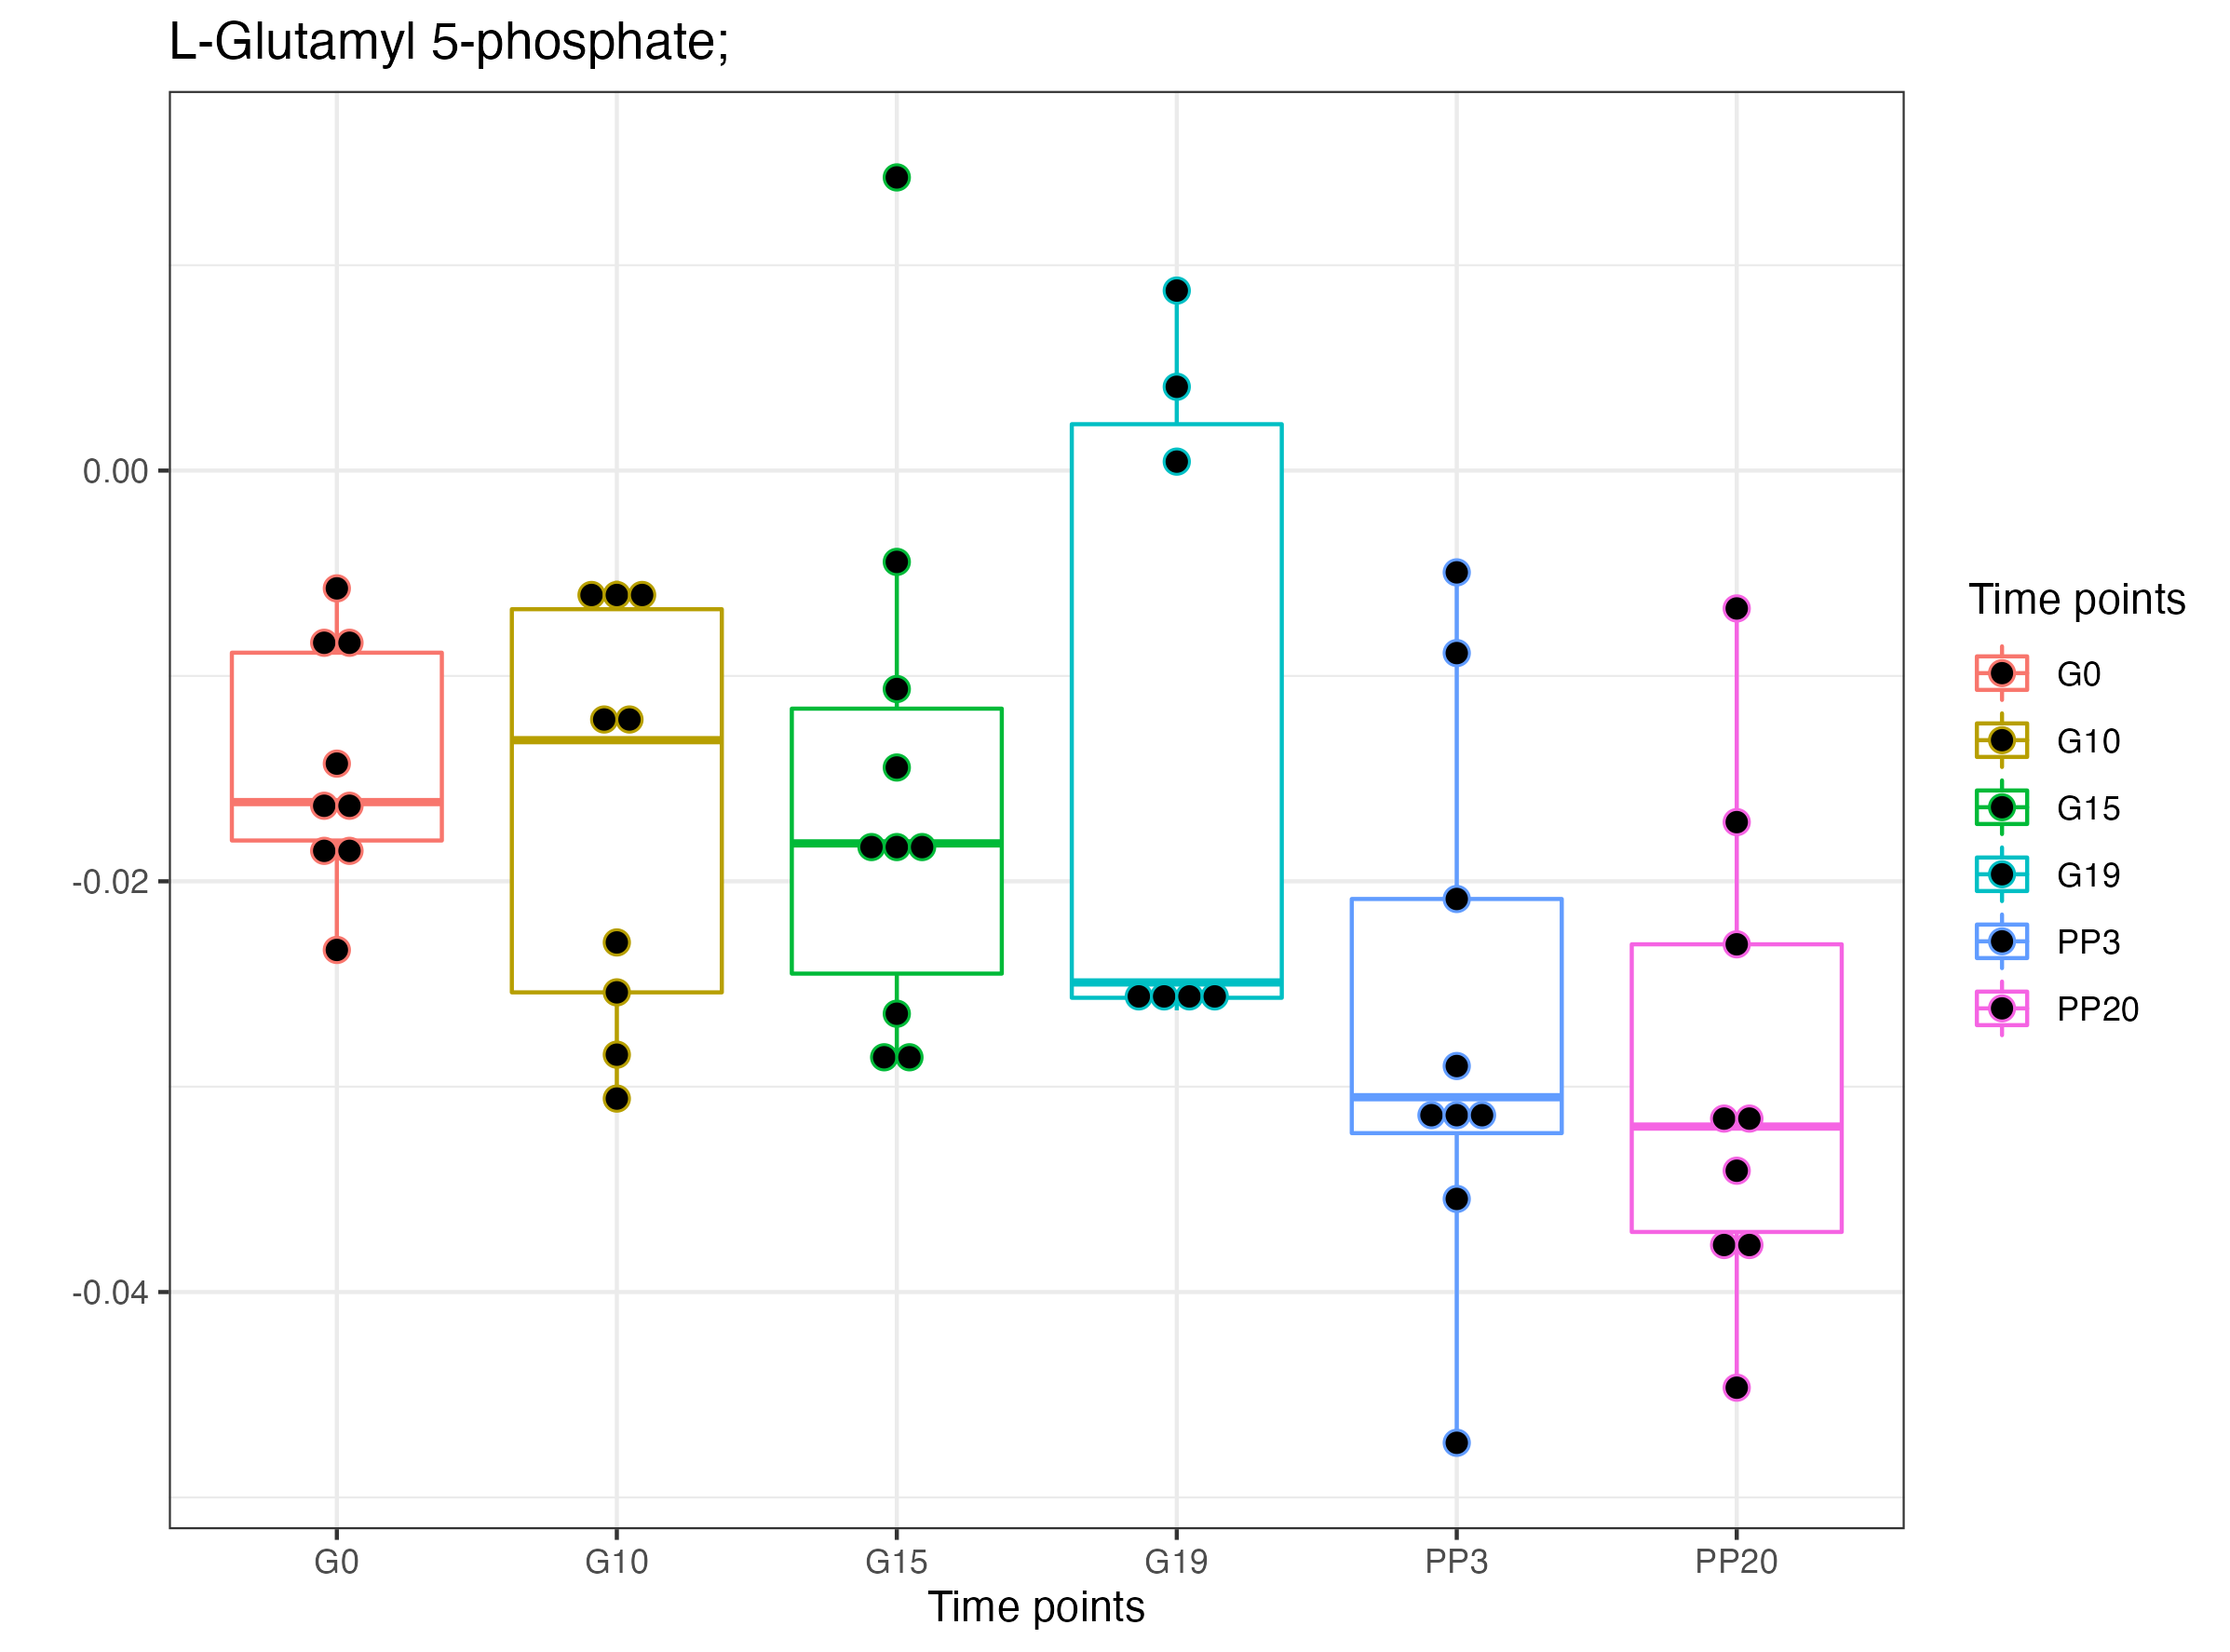 L-Glutamyl 5-phosphate;
0.00
-0.02
-0.04
G0 G10 G15 G19 PP3 PP20
Time points
Time points
G0
G10
G15
G19
PP3
PP20